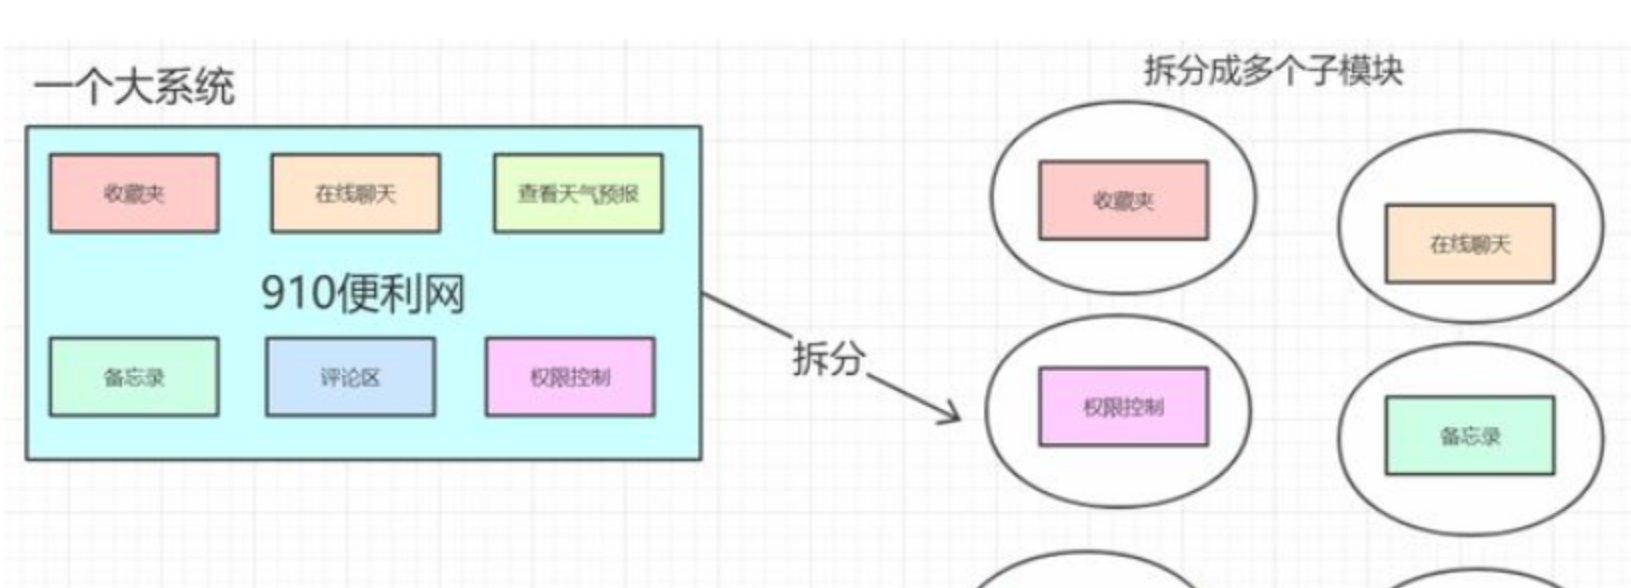 一个大系统
收藏夹
在线聊天
查看天气预报
910便利网
备忘录
评论区
权限控制
拆分
拆分成多个子模块
收藏夹
在线聊天
权限控制
备忘录